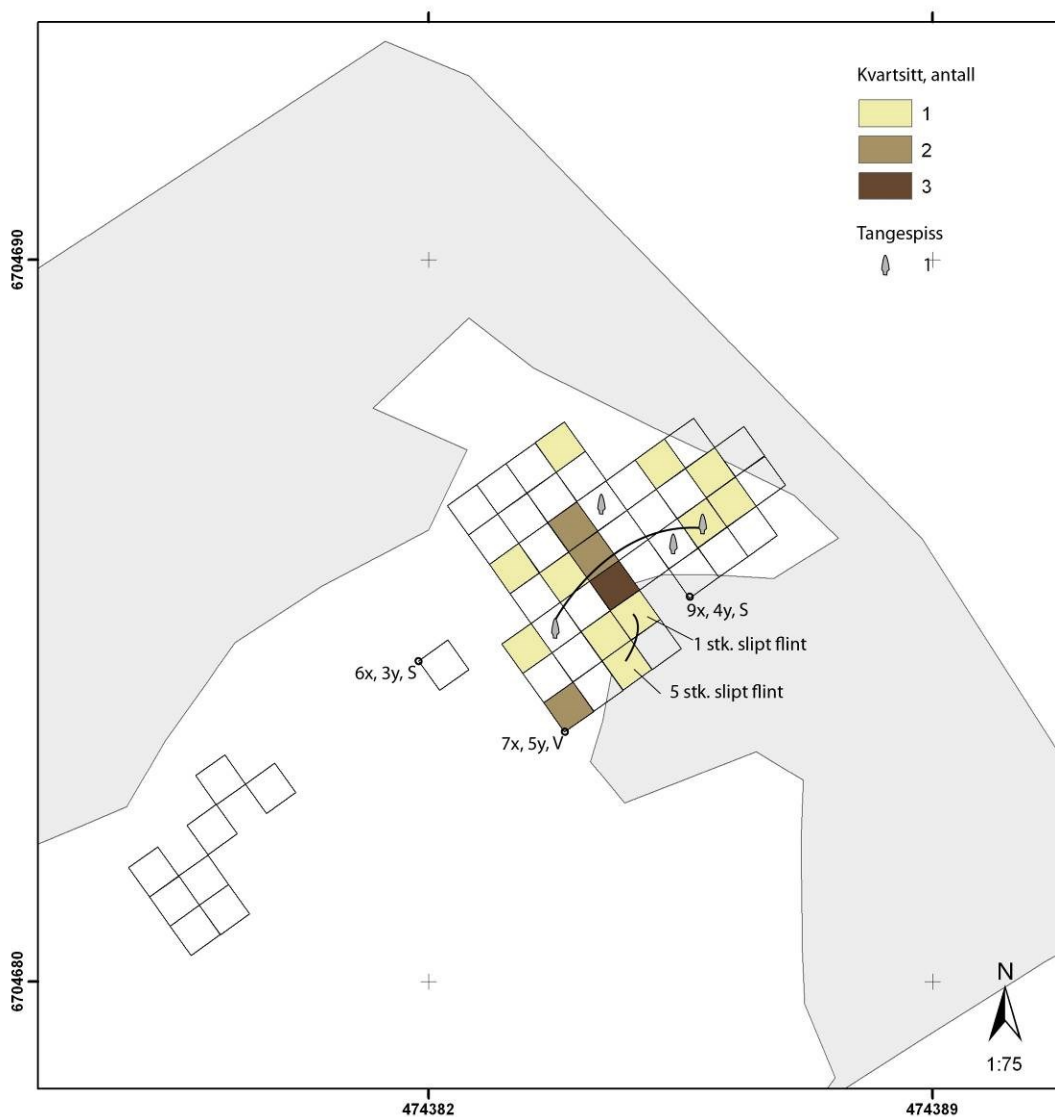 Kvartsitt, antall
1
2
3
Tangespiss
1
6704690
9x, 4y, S
1 stk. slipt flint
6x, 3y, S
5 stk. slipt flint
7x, 5y, V
6704680
N
1:75
474382
474389